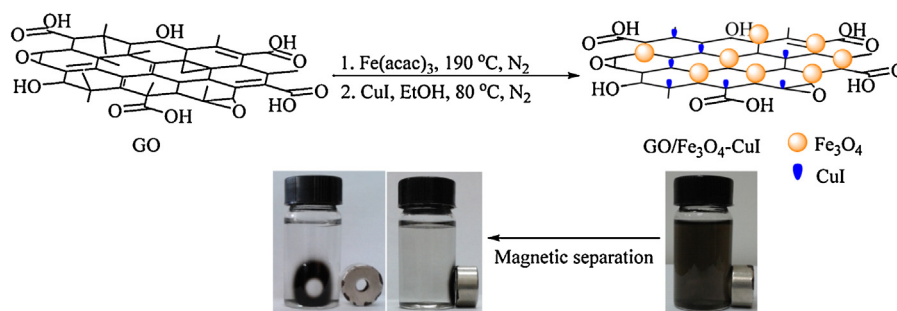 OH
OH
OH
O
O
O
HO
HO
O
O
OH
GO
1. Fe(acac)3, 190 °C, N2
2. CuI, EtOH, 80 °C, N2
OH
OH
OH
O
O
O
HO
O
OH
O
HO
GO/Fe3O4-CuI
Fe3O4
CuI
Magnetic separation